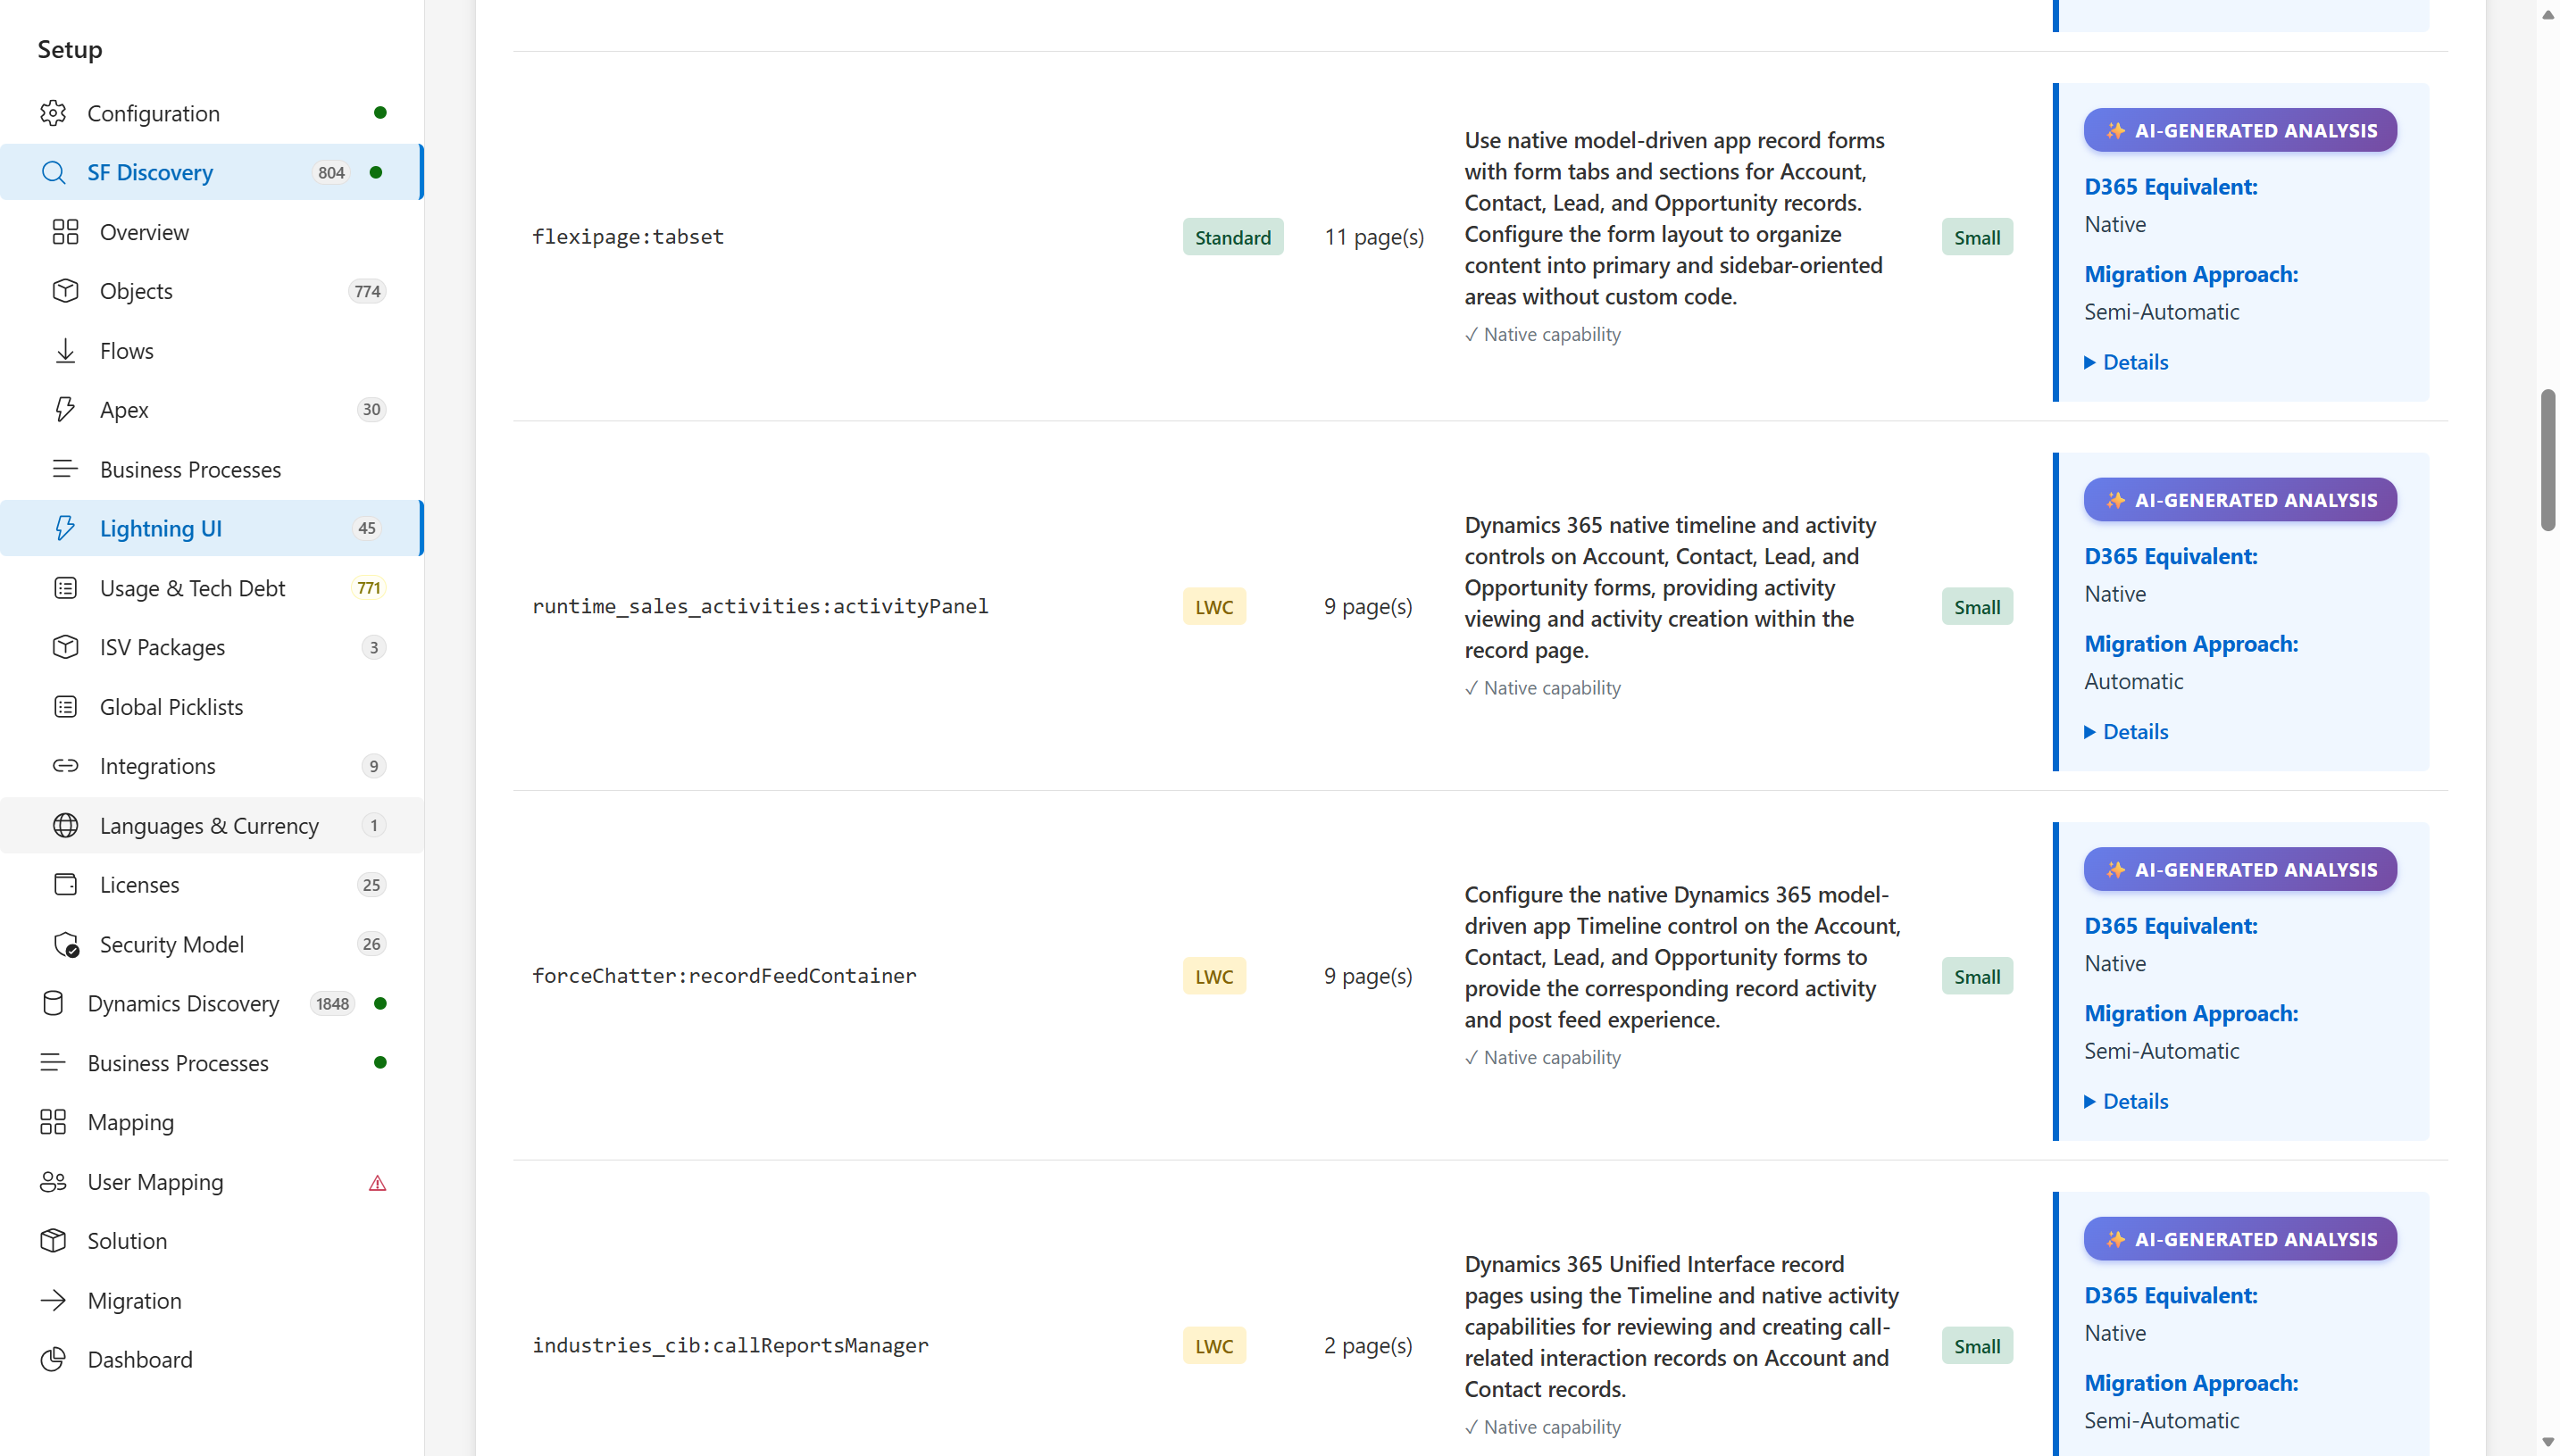 Setup
Configuration
SF Discovery 804
Overview
Objects 774
Flows
Apex 30
Business Processes
Lightning UI 45
Usage & Tech Debt 771
ISV Packages 3
Global Picklists
Integrations 9
Languages & Currency 1
Licenses 25
Security Model 26
Dynamics Discovery 1848
Business Processes
Mapping
User Mapping
Solution
Migration
Dashboard
flexipage:tabset
Standard
11 page(s)
Use native model-driven app record forms
with form tabs and sections for Account,
Contact, Lead, and Opportunity records.
Configure the form layout to organize
content into primary and sidebar-oriented
areas without custom code.
✓ Native capability
Small
✨ AI-GENERATED ANALYSIS
D365 Equivalent:
Native
Migration Approach:
Semi-Automatic
▶ Details
runtime_sales_activities:activityPanel
LWC
9 page(s)
Dynamics 365 native timeline and activity
controls on Account, Contact, Lead, and
Opportunity forms, providing activity
viewing and activity creation within the
record page.
✓ Native capability
Small
✨ AI-GENERATED ANALYSIS
D365 Equivalent:
Native
Migration Approach:
Automatic
▶ Details
forceChatter:recordFeedContainer
LWC
9 page(s)
Configure the native Dynamics 365 model-
driven app Timeline control on the Account,
Contact, Lead, and Opportunity forms to
provide the corresponding record activity
and post feed experience.
✓ Native capability
Small
✨ AI-GENERATED ANALYSIS
D365 Equivalent:
Native
Migration Approach:
Semi-Automatic
▶ Details
industries_cib:callReportsManager
LWC
2 page(s)
Dynamics 365 Unified Interface record
pages using the Timeline and native activity
capabilities for reviewing and creating call-
related interaction records on Account and
Contact records.
✓ Native capability
Small
✨ AI-GENERATED ANALYSIS
D365 Equivalent:
Native
Migration Approach:
Semi-Automatic